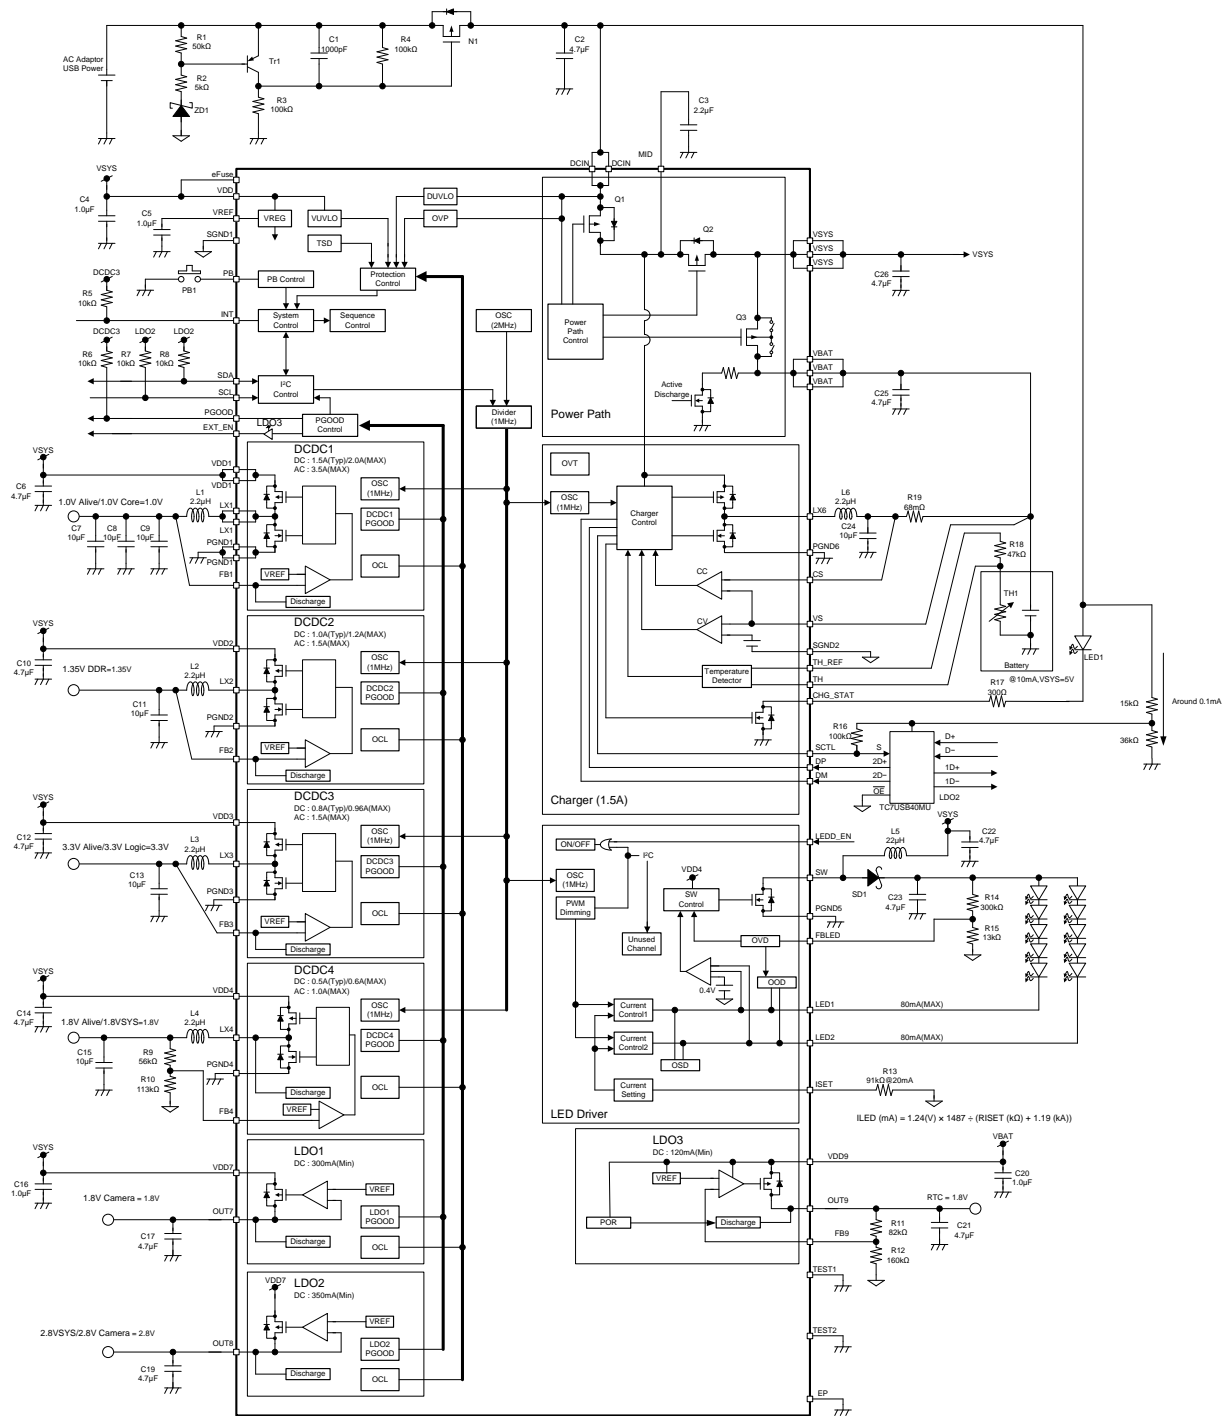 R1
50kΩ
C1
1000pF
R4
100kΩ
N1
C2
4.7μF
AC Adaptor
USB Power
Tr1
R2
5kΩ
ZD1
R3
100kΩ
C3
2.2μF
MID
DCIN
DCIN
VSYS
eFuse
VDD
C4
1.0μF
C5
1.0μF
VREF
SGND1
VREG
VUVLO
TSD
DUVLO
OVP
Protection
Control
Q1
Q2
VSYS
VSYS
VSYS
VSYS
C26
4.7μF
DCDC3
R5
10kΩ
PB1
PB
PB Control
INT
System
Control
Sequence
Control
OSC
(2MHz)
Power
Path
Control
Q3
DCDC3
LDO2
LDO2
R6
10kΩ
R7
10kΩ
R8
10kΩ
SDA
SCL
I²C
Control
Divider
(1MHz)
Active
Discharge
VBAT
VBAT
VBAT
C25
4.7μF
Power Path
PGOOD
EXT_EN
LDO3
PGOOD
Control
VSYS
C6
4.7μF
VDD1
VDD1
1.0V Alive/1.0V Core=1.0V
L1
2.2μH
LX1
LX1
C7
10μF
C8
10μF
C9
10μF
PGND1
PGND1
FB1
DCDC1
DC : 1.5A(Typ)/2.0A(MAX)
AC : 3.5A(MAX)
OSC
(1MHz)
DCDC1
PGOOD
OCL
VREF
Discharge
OVT
OSC
(1MHz)
Charger
Control
CC
CV
Temperature
Detector
Charger (1.5A)
LX6
L6
2.2μH
R19
68mΩ
C24
10μF
PGND6
CS
VS
SGND2
TH_REF
TH
CHG_STAT
R18
47kΩ
TH1
Battery
@10mA,VSYS=5V
R17
300Ω
LED1
15kΩ
36kΩ
Around 0.1mA
R16
100kΩ
SCTL
DP
DM
S
2D+
2D−
OE
TC7USB40MU
D+
D−
1D+
1D−
LDO2
VSYS
C10
4.7μF
VDD2
1.35V DDR=1.35V
L2
2.2μH
LX2
C11
10μF
PGND2
FB2
DCDC2
DC : 1.0A(Typ)/1.2A(MAX)
AC : 1.5A(MAX)
OSC
(1MHz)
DCDC2
PGOOD
OCL
VREF
Discharge
VSYS
C12
4.7μF
VDD3
3.3V Alive/3.3V Logic=3.3V
L3
2.2μH
LX3
C13
10μF
PGND3
FB3
DCDC3
DC : 0.8A(Typ)/0.96A(MAX)
AC : 1.5A(MAX)
OSC
(1MHz)
DCDC3
PGOOD
OCL
VREF
Discharge
ON/OFF
OSC
(1MHz)
PWM
Dimming
I²C
Unused
Channel
VDD4
SW
Control
OVD
OOD
0.4V
Current
Control1
Current
Control2
OSD
Current
Setting
LED Driver
LEDD_EN
SW
PGND5
FBLED
VSYS
L5
22μH
C22
4.7μF
SD1
C23
4.7μF
R14
300kΩ
R15
13kΩ
LED1
80mA(MAX)
LED2
80mA(MAX)
ISET
R13
91kΩ@20mA
ILED (mA) = 1.24(V) × 1487 ÷ (RISET (kΩ) + 1.19 (kA))
VSYS
C14
4.7μF
VDD4
1.8V Alive/1.8VSYS=1.8V
L4
2.2μH
LX4
C15
10μF
R9
56kΩ
R10
113kΩ
PGND4
FB4
DCDC4
DC : 0.5A(Typ)/0.6A(MAX)
AC : 1.0A(MAX)
OSC
(1MHz)
DCDC4
PGOOD
OCL
Discharge
VREF
VSYS
C16
1.0μF
VDD7
1.8V Camera = 1.8V
OUT7
C17
4.7μF
LDO1
DC : 300mA(Min)
VREF
LDO1
PGOOD
OCL
Discharge
LDO3
DC : 120mA(Min)
VREF
POR
Discharge
VDD9
VBAT
C20
1.0μF
OUT9
RTC = 1.8V
R11
82kΩ
C21
4.7μF
FB9
R12
160kΩ
TEST1
TEST2
EP
LDO2
DC : 350mA(Min)
VDD7
VREF
LDO2
PGOOD
OCL
Discharge
2.8VSYS/2.8V Camera = 2.8V
OUT8
C19
4.7μF